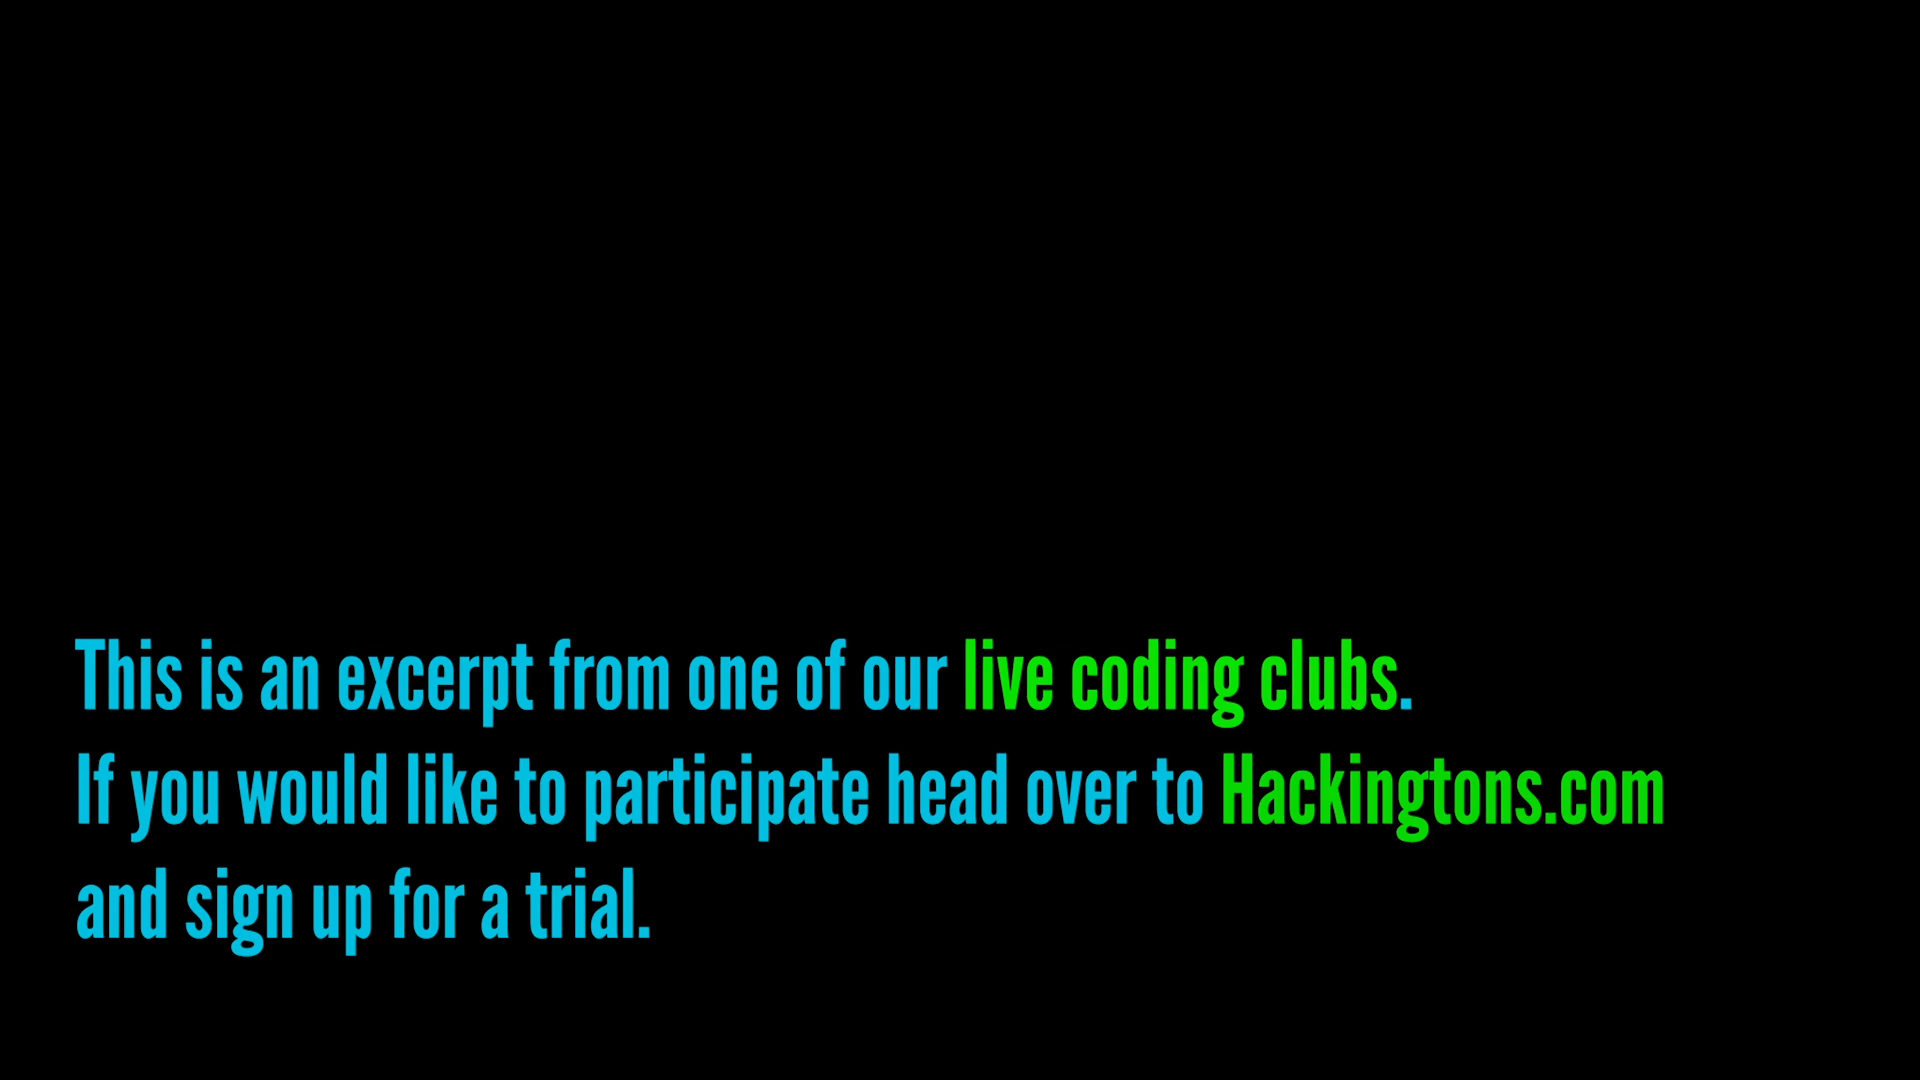 This is an excerpt from one of our live coding clubs.
If you would like to participate head over to Hackingtons.com
and sign up for a trial.